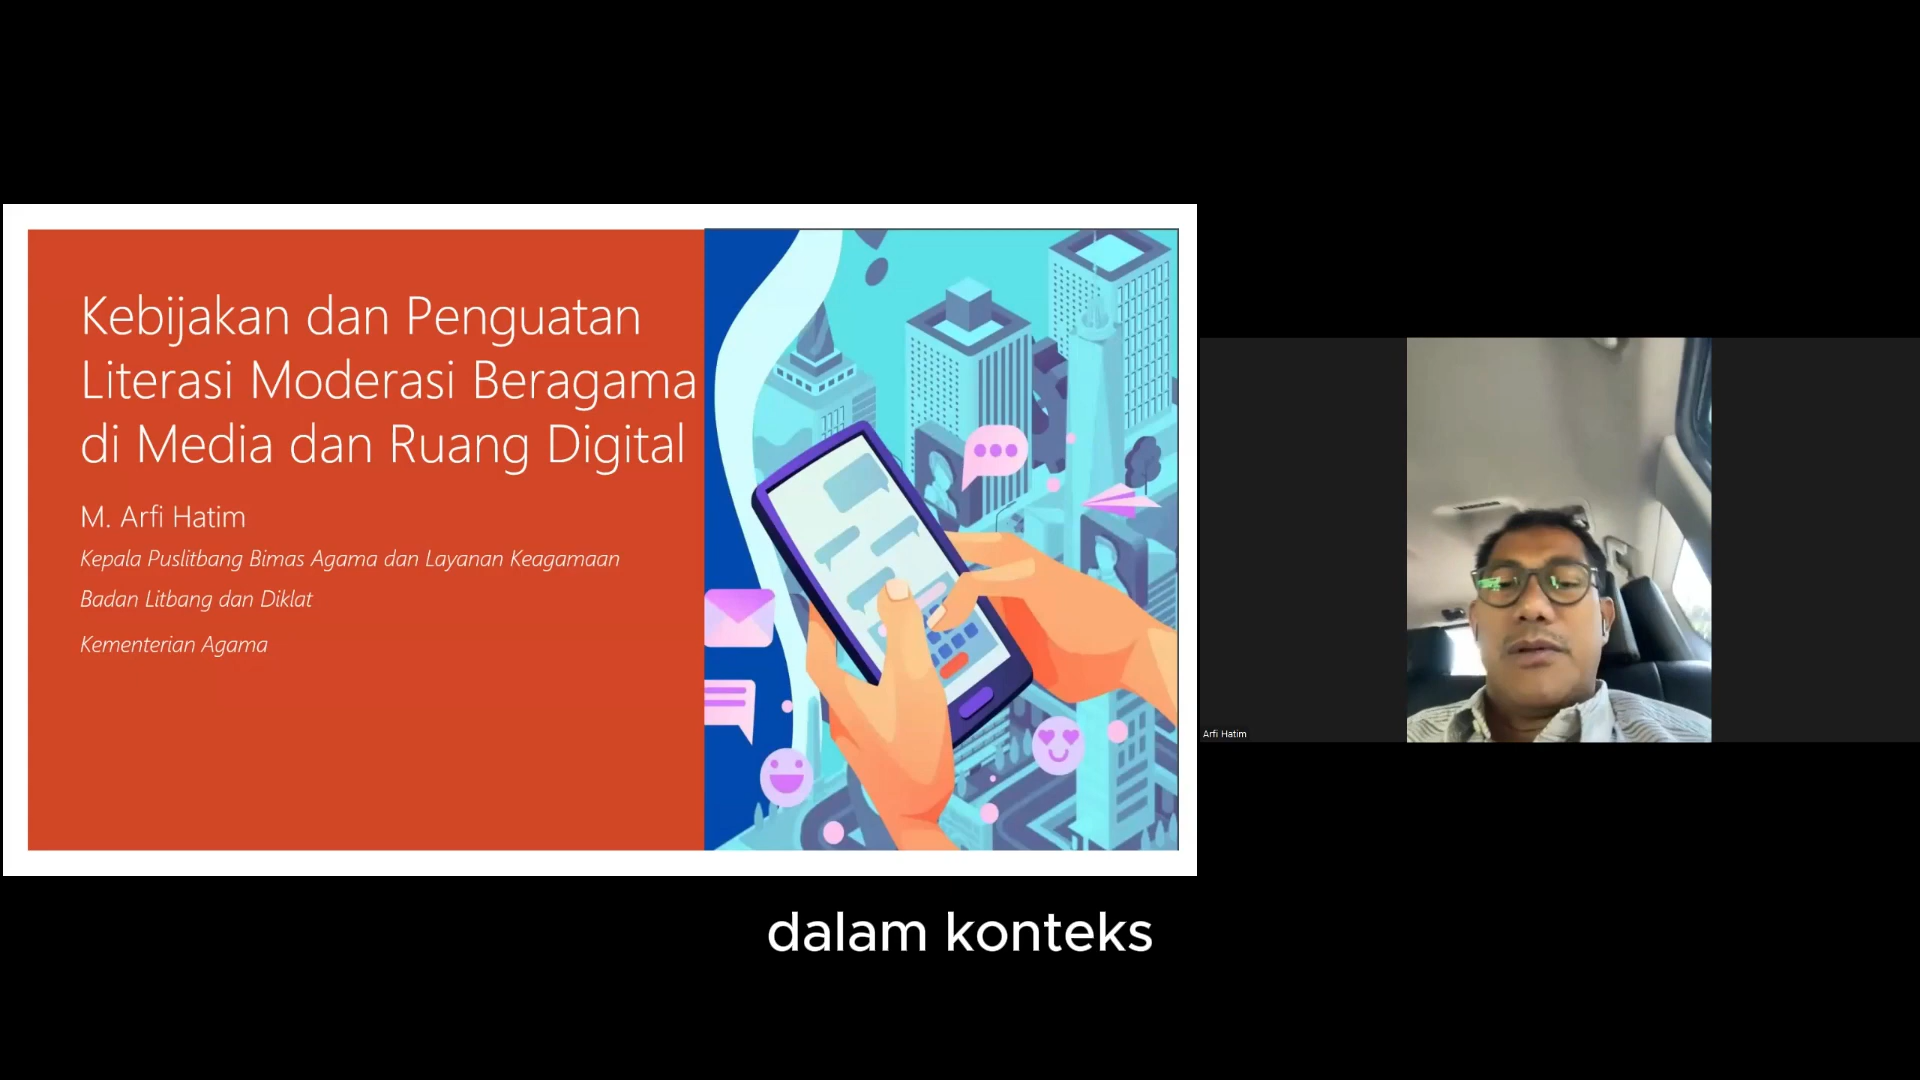 Kebijakan dan Penguatan
Literasi Moderasi Beragama
di Media dan Ruang Digital
M. Arfi Hatim
Kepala Puslitbang Bimas Agama dan Layanan Keagamaan
Badan Litbang dan Diklat
Kementerian Agama
Arfi Hatim
dalam konteks